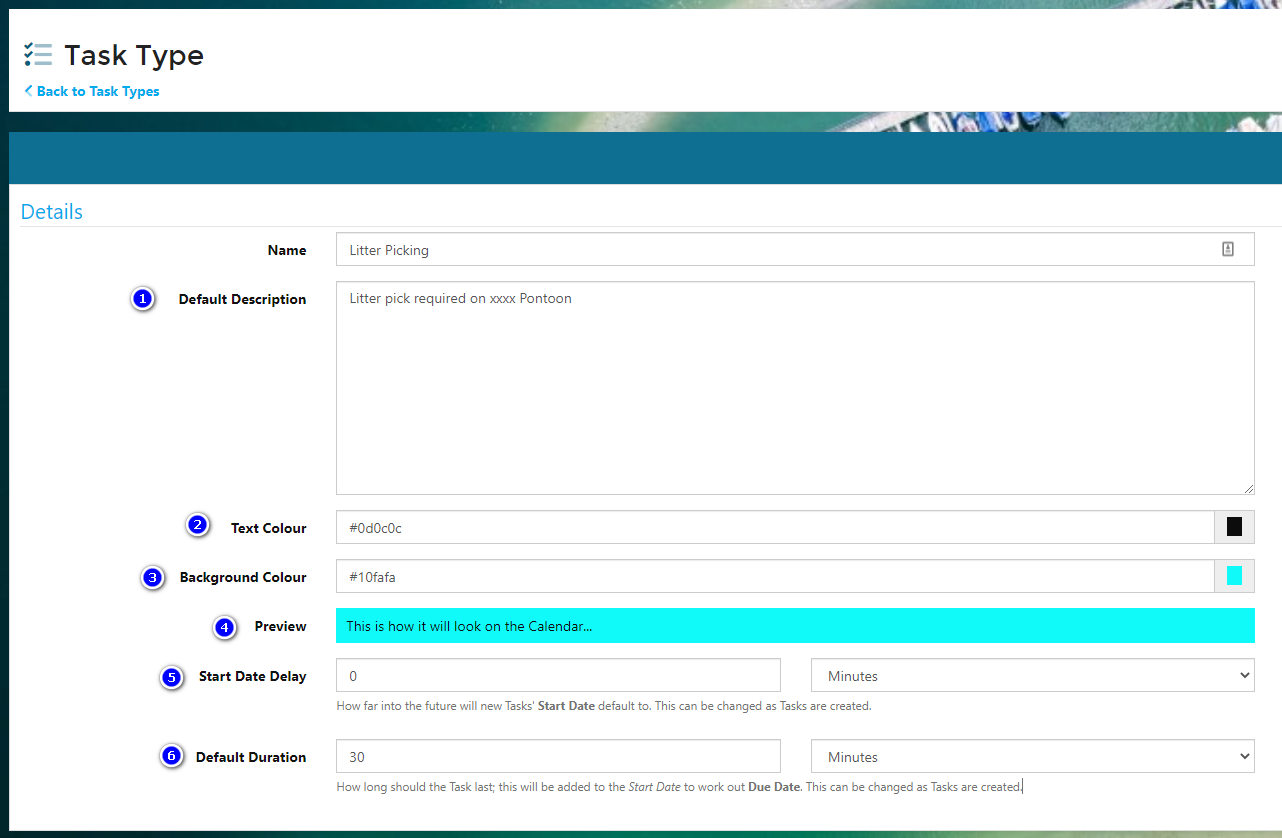 Task Type
Back to Task Types
Details
Name Litter Picking
1 Default Description Litter pick required on xxxx Pontoon
2 Text Colour #0d0c0c
3 Background Colour #10fafa
4 Preview This is how it will look on the Calendar...
5 Start Date Delay 0 Minutes
How far into the future will new Tasks' Start Date default to. This can be changed as Tasks are created.
6 Default Duration 30 Minutes
How long should the Task last; this will be added to the Start Date to work out Due Date. This can be changed as Tasks are created.